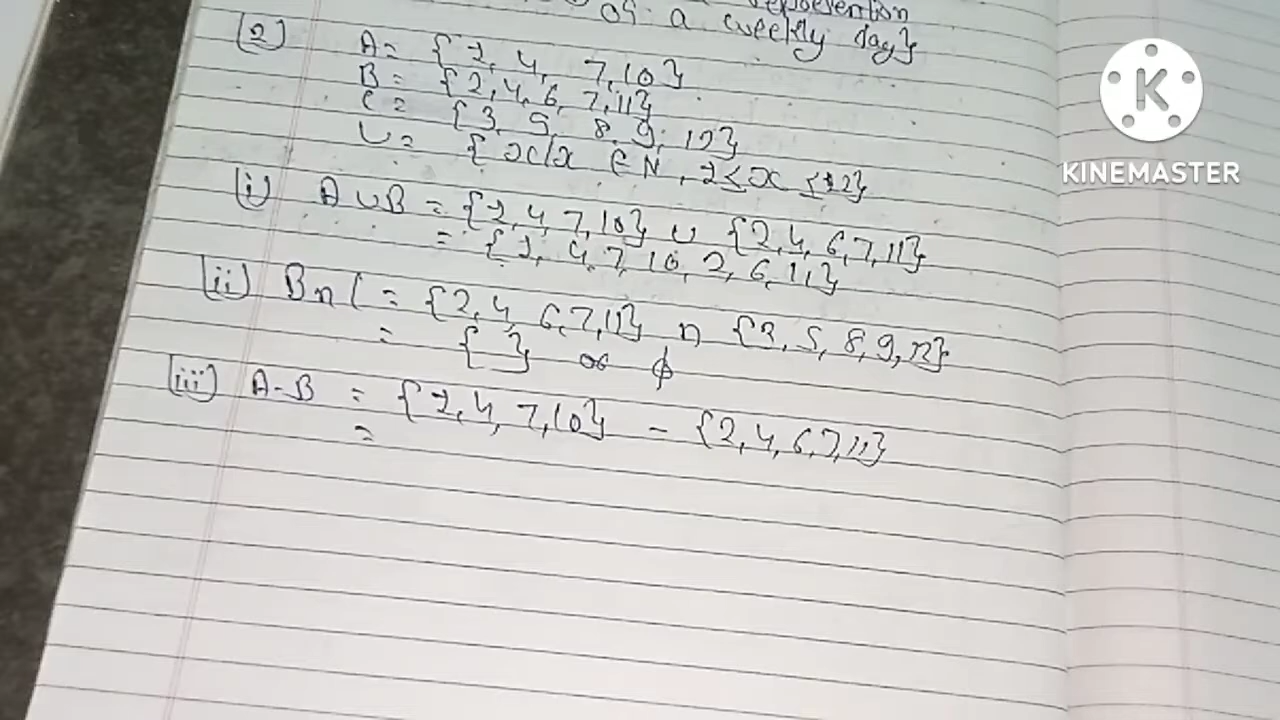 of a weekly day}
(2) A = {1, 4, 7, 10}
B = {2, 4, 6, 7, 11}
C = {3, 5, 8, 9, 12}
U = {x/x ∈ N, 1≤x≤12}
(i) A ∪ B = {1, 4, 7, 10} ∪ {2, 4, 6, 7, 11}
= {1, 4, 7, 10, 2, 6, 11}
(ii) B ∩ C = {2, 4, 6, 7, 11} ∩ {3, 5, 8, 9, 12}
= { } or ϕ
(iii) A - B = {1, 4, 7, 10} - {2, 4, 6, 7, 11}
=
K
KINEMASTER